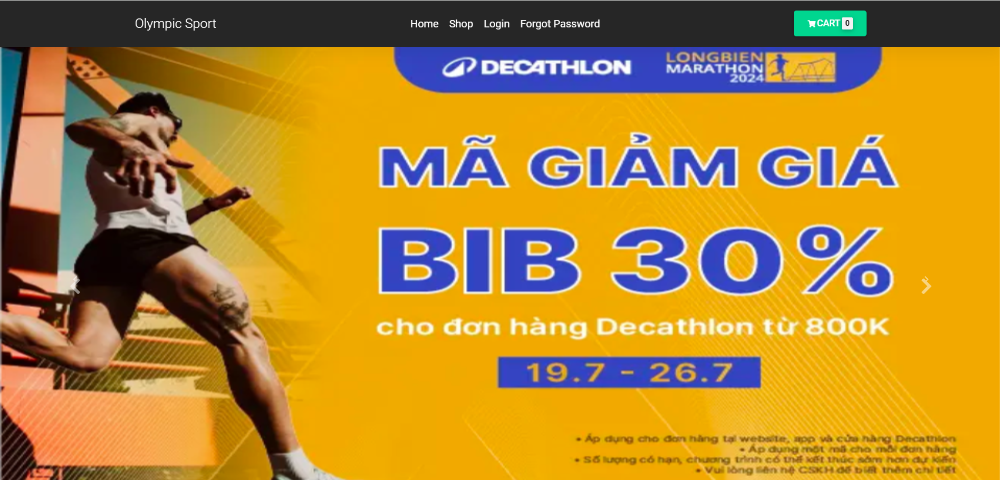 Olympic Sport
Home Shop Login Forgot Password
CART 0
DECATHLON
LONGBIEN
MARATHON
2024
MÃ GIẢM GIÁ
BIB 30%
cho đơn hàng Decathlon từ 800K
19.7 - 26.7
• Áp dụng cho đơn hàng tại website, app và cửa hàng Decathlon
• Áp dụng một mã cho mỗi đơn hàng
• Số lượng có hạn, chương trình có thể kết thúc sớm hơn dự kiến
• Vui lòng liên hệ CSKH để biết thêm chi tiết